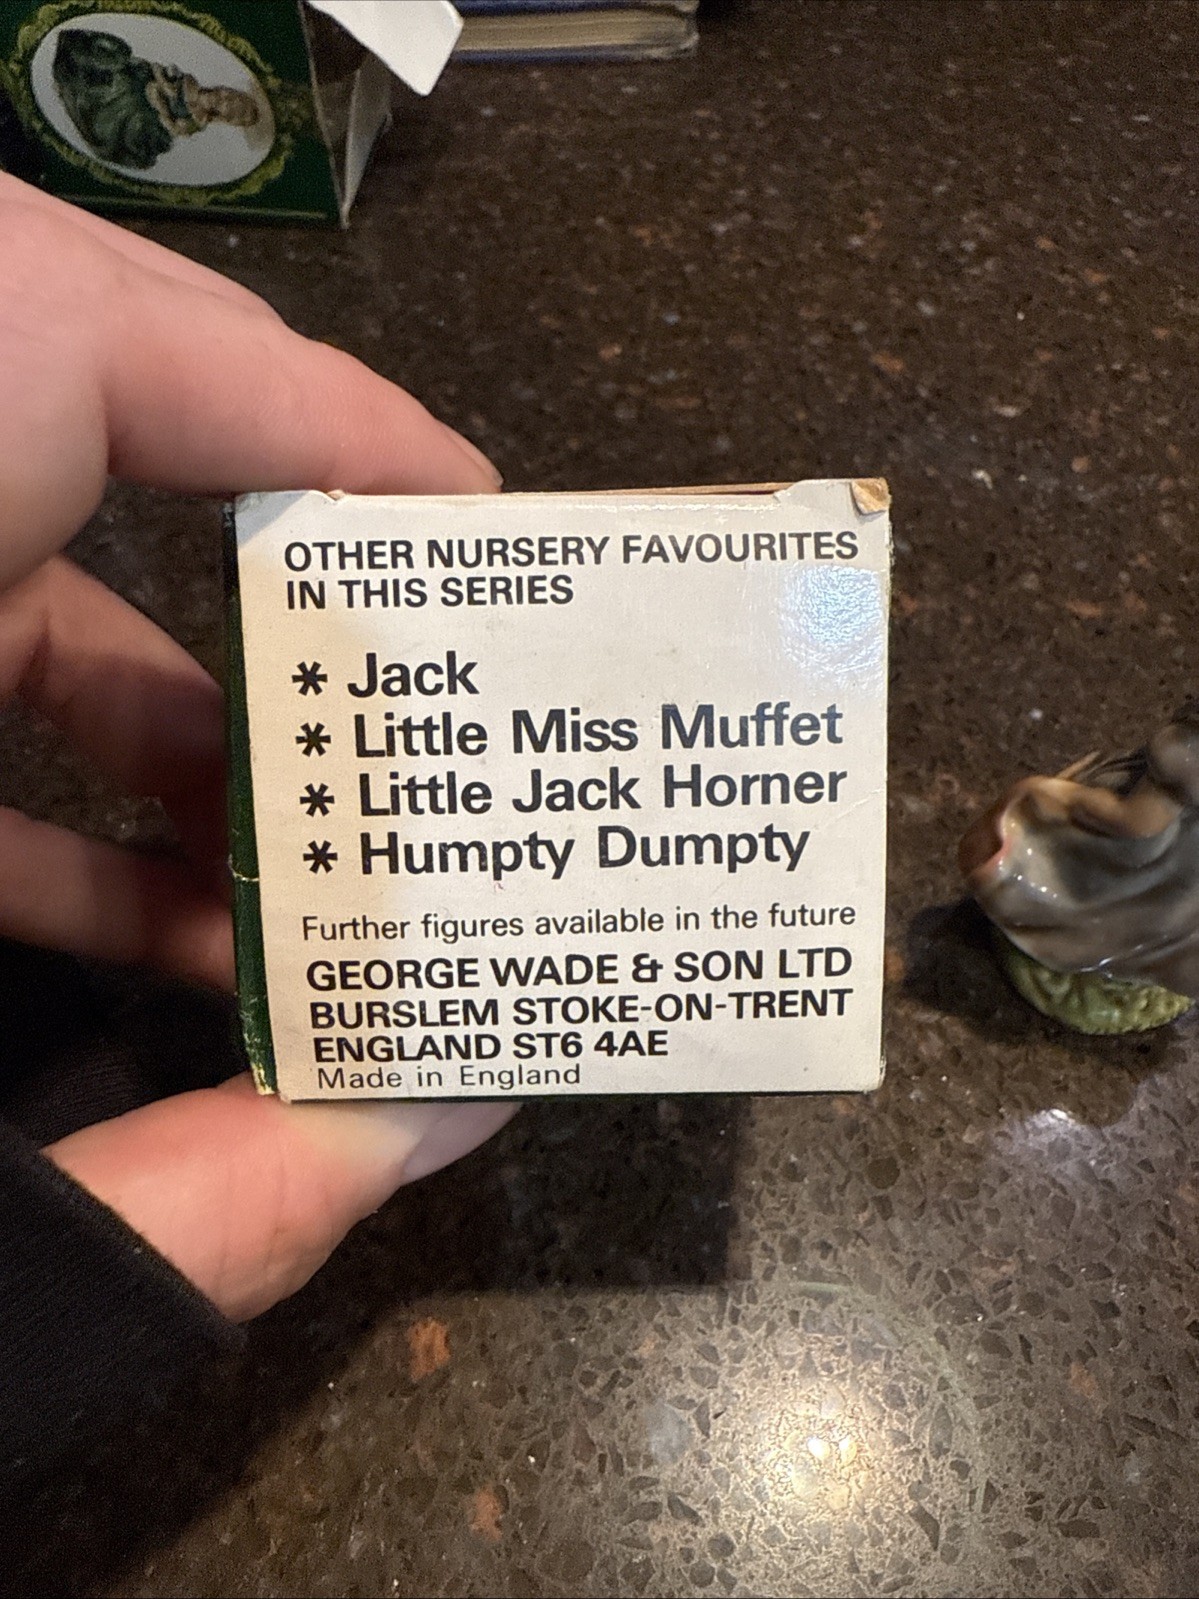 OTHER NURSERY FAVOURITES
IN THIS SERIES
* Jack
* Little Miss Muffet
* Little Jack Horner
* Humpty Dumpty
Further figures available in the future
GEORGE WADE & SON LTD
BURSLEM STOKE-ON-TRENT
ENGLAND ST6 4AE
Made in England